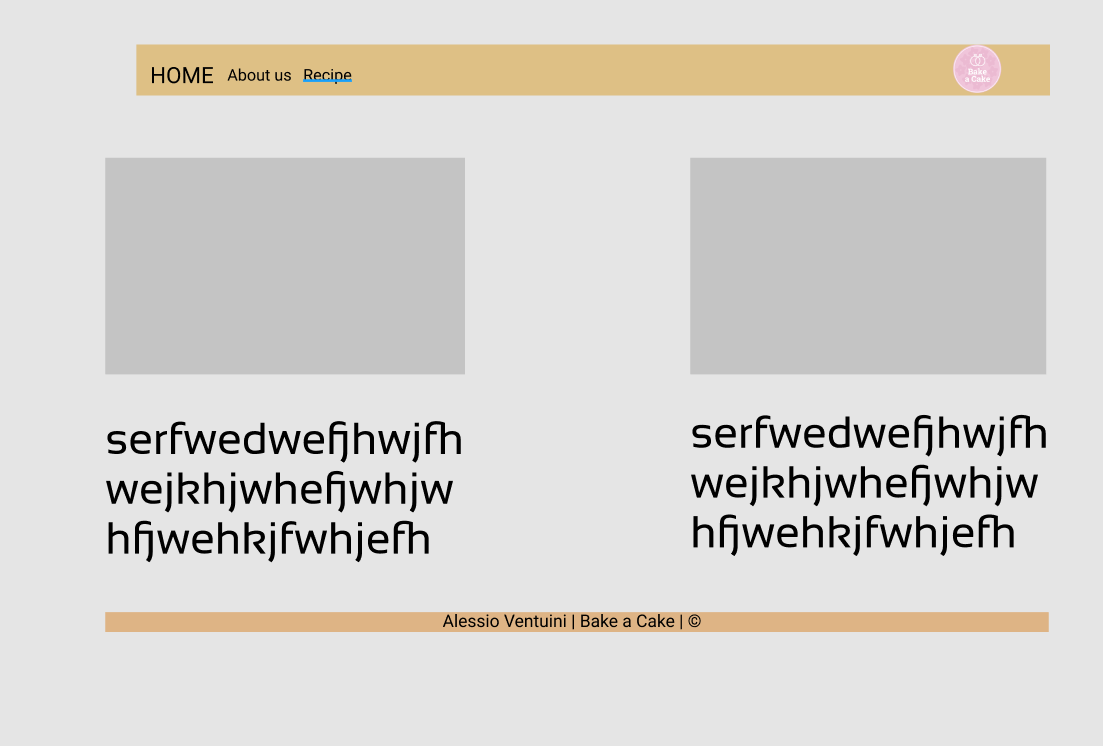 HOME About us Recipe
Bake
a Cake
serfwedwefjhwjfh
wejkhjwhefjwhjw
hfjwehkjfwhjefh
serfwedwefjhwjfh
wejkhjwhefjwhjw
hfjwehkjfwhjefh
Alessio Ventuini | Bake a Cake | ©